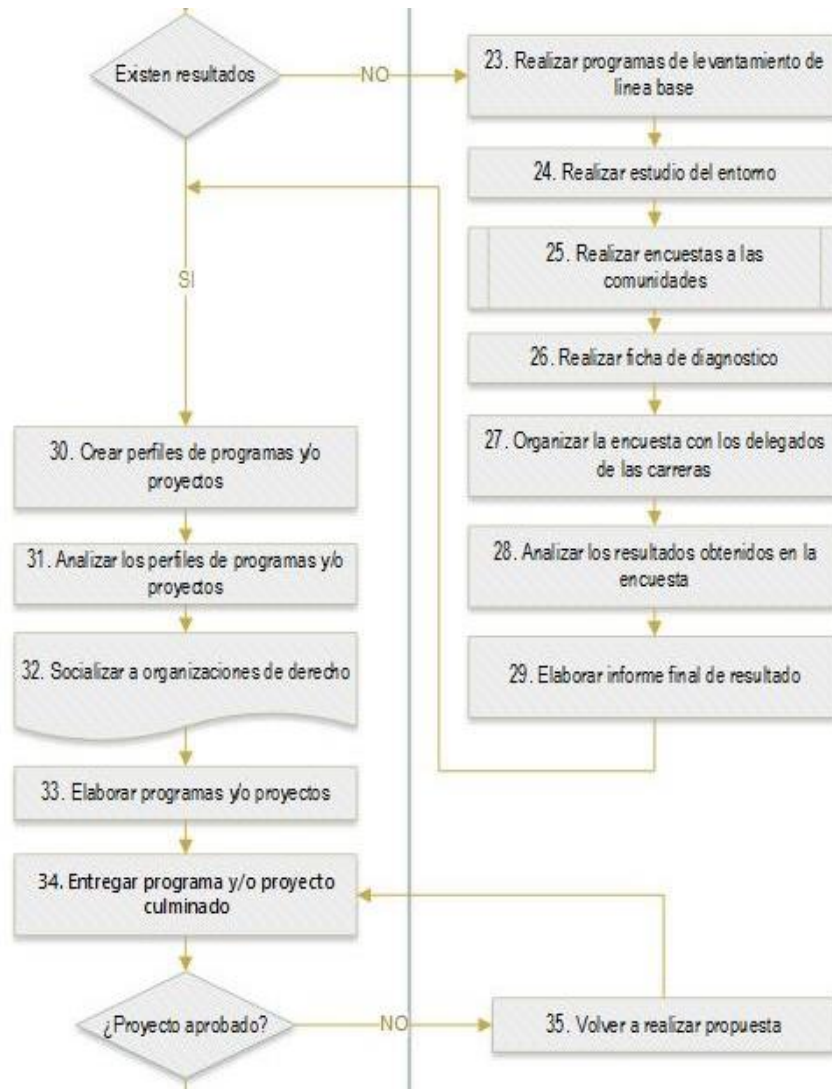 Existen resultados
NO
23. Realizar programas de levantamiento de
línea base
24. Realizar estudio del entorno
25. Realizar encuestas a las
comunidades
SI
26. Realizar ficha de diagnostico
30. Crear perfiles de programas y/o
proyectos
27. Organizar la encuesta con los delegados
de las carreras
31. Analizar los perfiles de programas y/o
proyectos
28. Analizar los resultados obtenidos en la
encuesta
32. Socializar a organizaciones de derecho
29. Elaborar informe final de resultado
33. Elaborar programas y/o proyectos
34. Entregar programa y/o proyecto
culminado
¿Proyecto aprobado?
NO
35. Volver a realizar propuesta